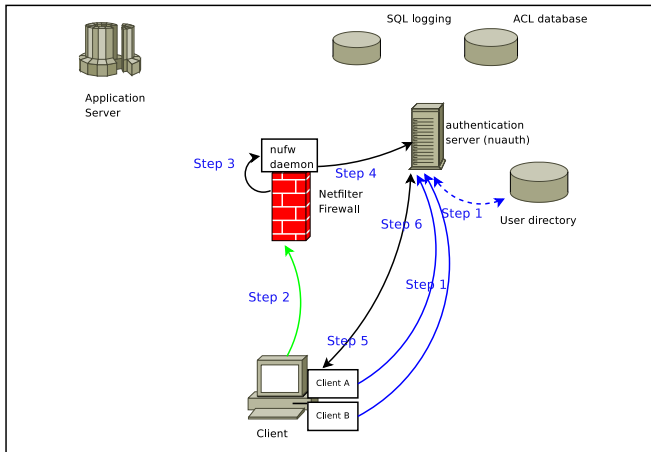 SQL logging
ACL database
Application
Server
authentication
server (nuauth)
nufw
daemon
Step 3
Step 4
Netfilter
Firewall
Step 1
User directory
Step 6
Step 2
Step 1
Step 5
Client A
Client B
Client